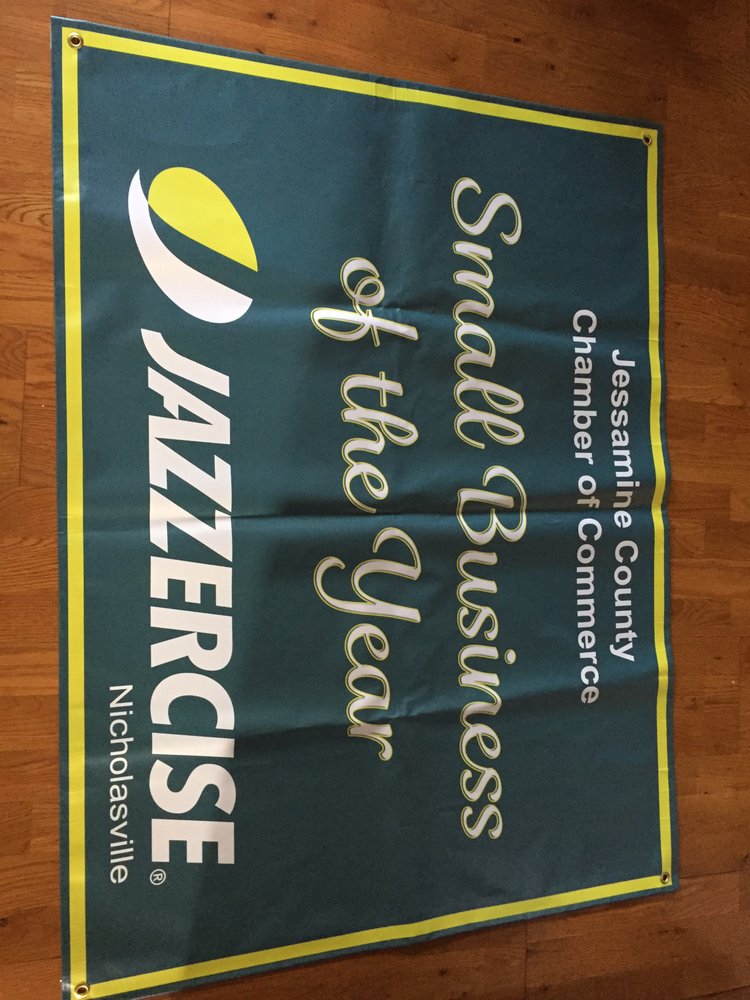 Jessamine County
Chamber of Commerce
Small Business
of the Year
JAZZERCISE®
Nicholasville